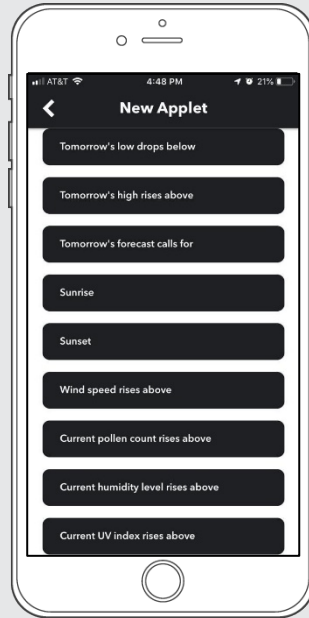 AT&T 4:48 PM 21%
New Applet
Tomorrow's low drops below
Tomorrow's high rises above
Tomorrow's forecast calls for
Sunrise
Sunset
Wind speed rises above
Current pollen count rises above
Current humidity level rises above
Current UV index rises above